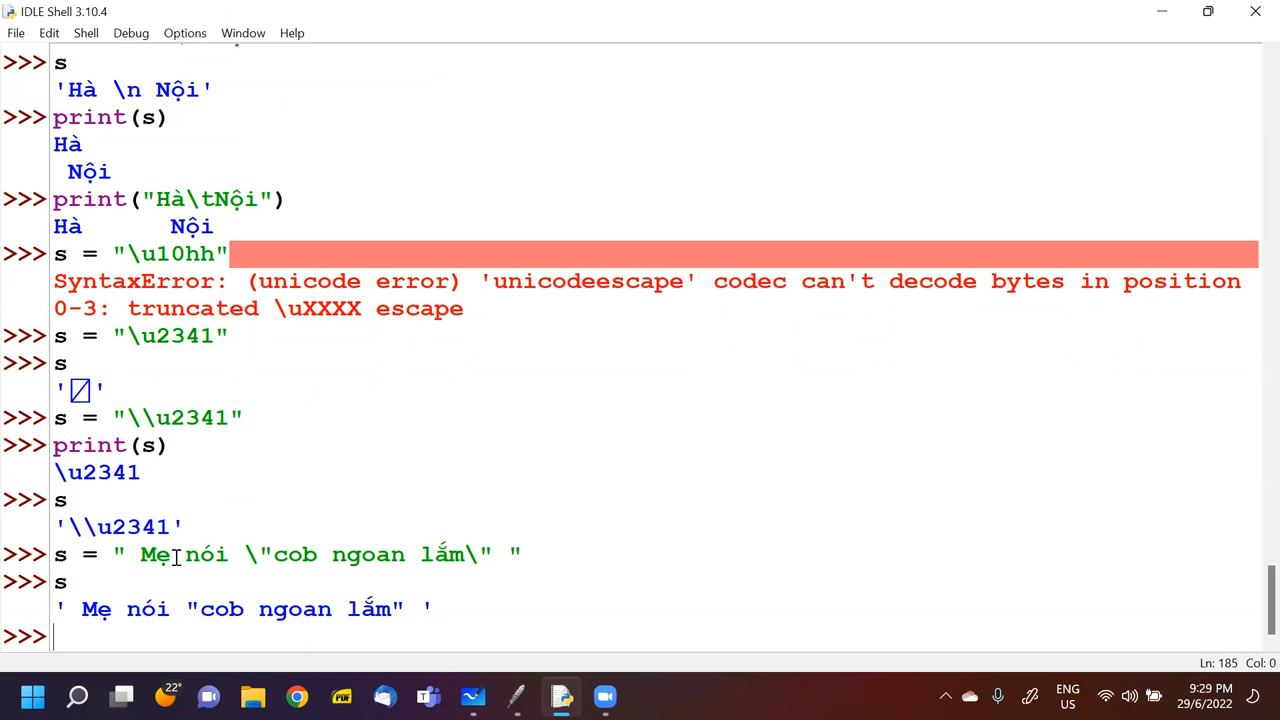 IDLE Shell 3.10.4
File Edit Shell Debug Options Window Help
>>> s
'Hà \n Nội'
>>> print(s)
Hà
 Nội
>>> print("Hà\tNội")
Hà      Nội
>>> s = "\u10hh"
SyntaxError: (unicode error) 'unicodeescape' codec can't decode bytes in position
0-3: truncated \uXXXX escape
>>> s = "\u2341"
>>> s
'⍁'
>>> s = "\\u2341"
>>> print(s)
\u2341
>>> s
'\\u2341'
>>> s = " Mẹ nói \"cob ngoan lắm\" "
>>> s
' Mẹ nói "cob ngoan lắm" '
>>>
Ln: 185 Col: 0
22°
PDF
ENG
US
9:29 PM
29/6/2022